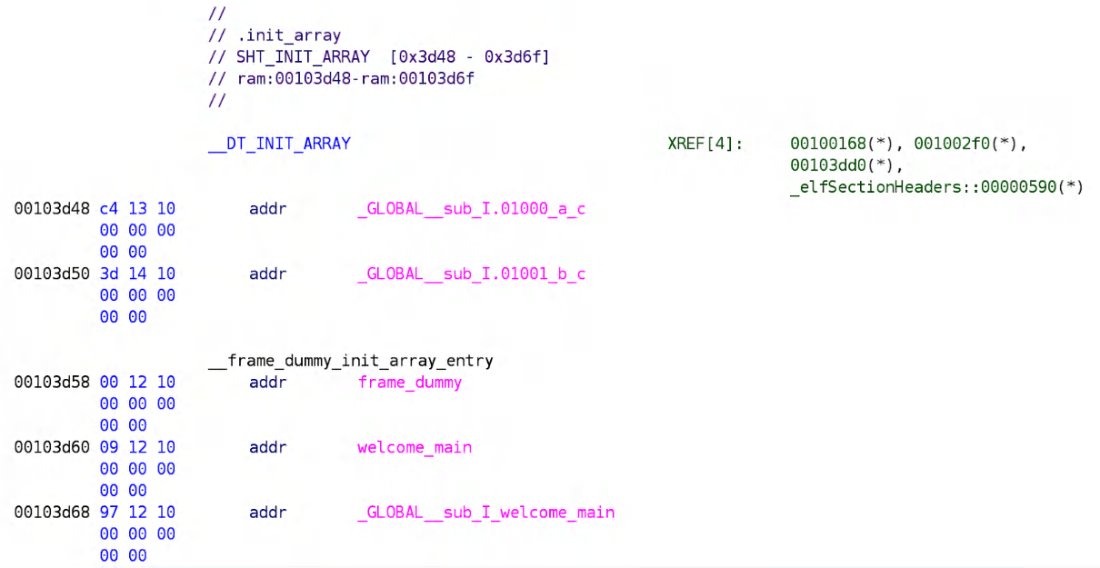 //
// .init_array
// SHT_INIT_ARRAY  [0x3d48 - 0x3d6f]
// ram:00103d48-ram:00103d6f
//
__DT_INIT_ARRAY XREF[4]: 00100168(*), 001002f0(*),
00103dd0(*),
_elfSectionHeaders::00000590(*)
00103d48 c4 13 10 addr _GLOBAL__sub_I.01000_a_c
00 00 00
00 00
00103d50 3d 14 10 addr _GLOBAL__sub_I.01001_b_c
00 00 00
00 00
__frame_dummy_init_array_entry
00103d58 00 12 10 addr frame_dummy
00 00 00
00 00
00103d60 09 12 10 addr welcome_main
00 00 00
00 00
00103d68 97 12 10 addr _GLOBAL__sub_I_welcome_main
00 00 00
00 00